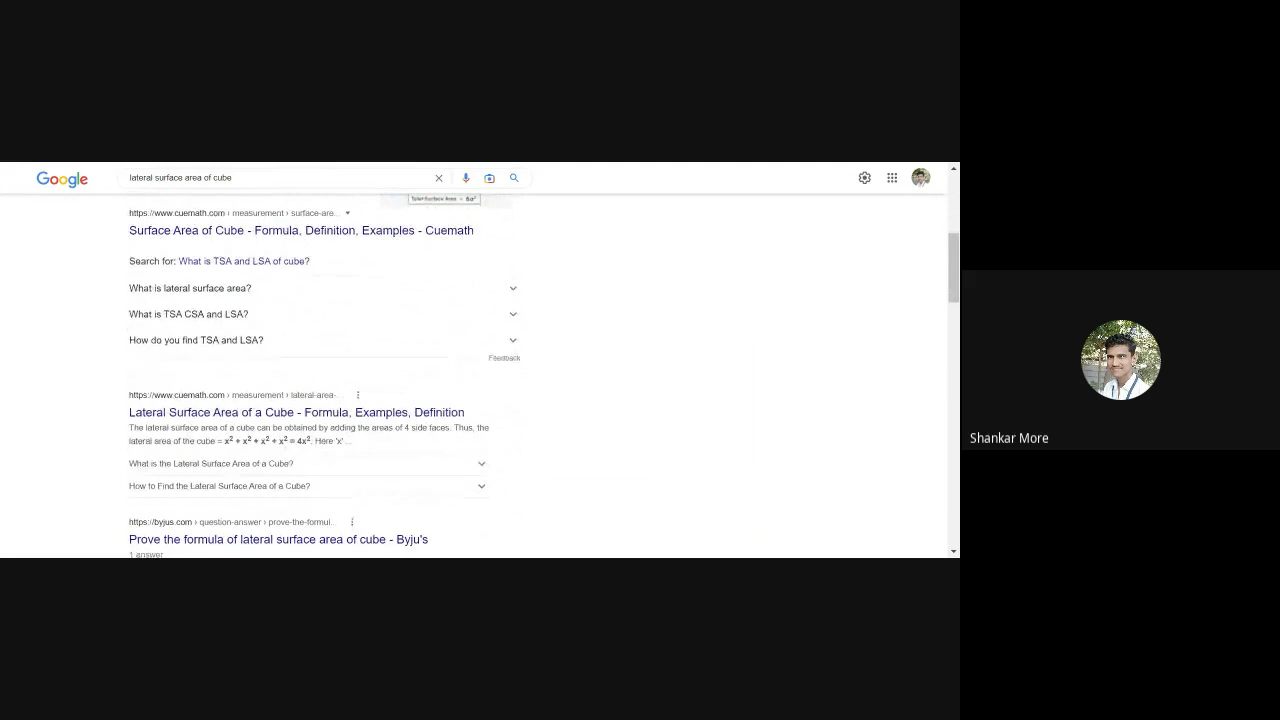 Google
lateral surface area of cube
Total Surface Area = 6a²
https://www.cuemath.com › measurement › surface-are...
Surface Area of Cube - Formula, Definition, Examples - Cuemath
Search for: What is TSA and LSA of cube?
What is lateral surface area?
What is TSA CSA and LSA?
How do you find TSA and LSA?
Feedback
https://www.cuemath.com › measurement › lateral-area-
Lateral Surface Area of a Cube - Formula, Examples, Definition
The lateral surface area of a cube can be obtained by adding the areas of 4 side faces. Thus, the
lateral area of the cube = x² + x² + x² + x² = 4x². Here 'x' ...
What is the Lateral Surface Area of a Cube?
How to Find the Lateral Surface Area of a Cube?
https://byjus.com › question-answer › prove-the-formul...
Prove the formula of lateral surface area of cube - Byju's
1 answer
Shankar More